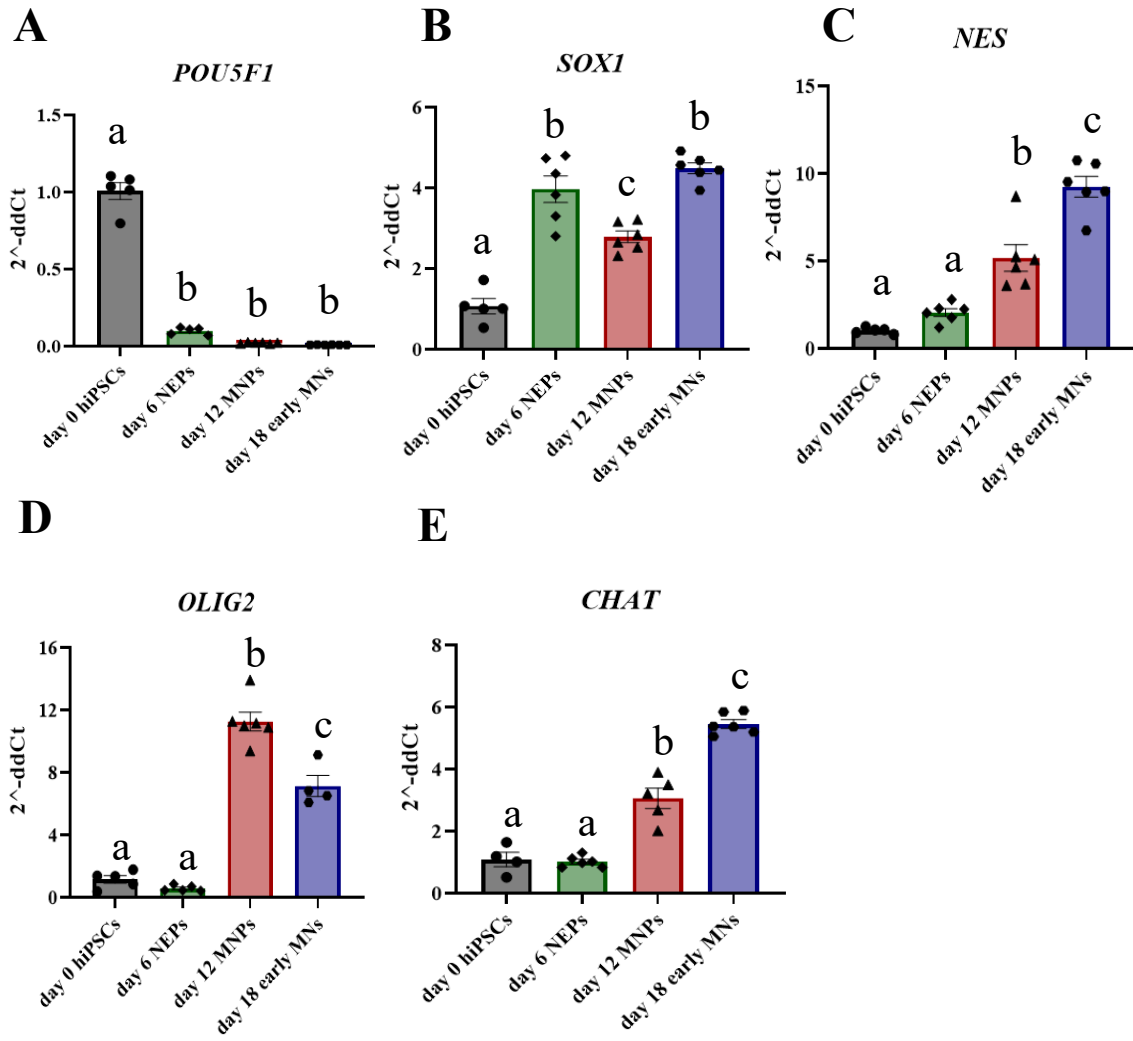 A
POU5F1
2^-ddCt
1.5
1.0
0.5
0.0
a
b
b
b
day 0 hiPSCs
day 6 NEPs
day 12 MNPs
day 18 early MNs
B
SOX1
2^-ddCt
6
4
2
0
a
b
c
b
day 0 hiPSCs
day 6 NEPs
day 12 MNPs
day 18 early MNs
C
NES
2^-ddCt
15
10
5
0
a
a
b
c
day 0 hiPSCs
day 6 NEPs
day 12 MNPs
day 18 early MNs
D
OLIG2
2^-ddCt
16
12
8
4
0
a
a
b
c
day 0 hiPSCs
day 6 NEPs
day 12 MNPs
day 18 early MNs
E
CHAT
2^-ddCt
8
6
4
2
0
a
a
b
c
day 0 hiPSCs
day 6 NEPs
day 12 MNPs
day 18 early MNs